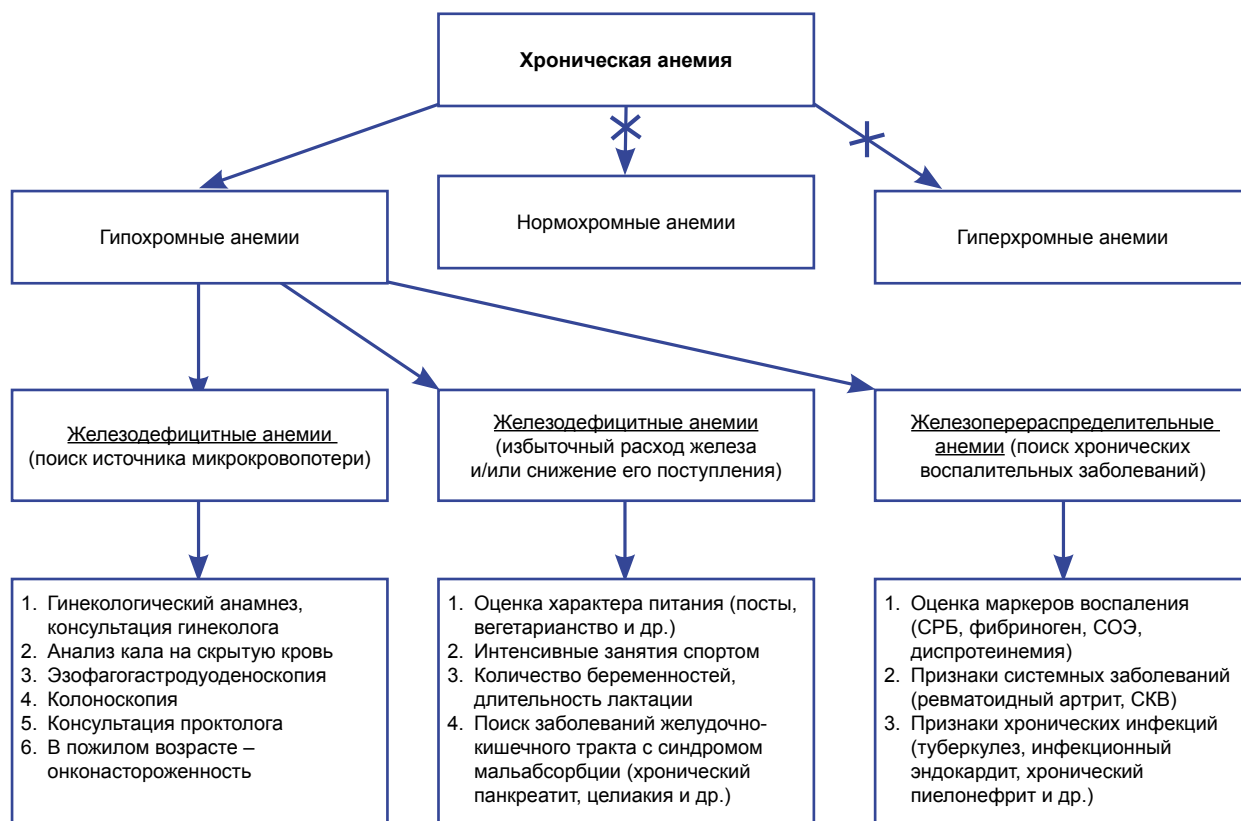 Хроническая анемия
Гипохромные анемии
Нормохромные анемии
Гиперхромные анемии
Железодефицитные анемии
(поиск источника микрокровопотери)
Железодефицитные анемии
(избыточный расход железа
и/или снижение его поступления)
Железоперераспределительные
анемии (поиск хронических
воспалительных заболеваний)
1. Гинекологический анамнез,
консультация гинеколога
2. Анализ кала на скрытую кровь
3. Эзофагогастродуоденоскопия
4. Колоноскопия
5. Консультация проктолога
6. В пожилом возрасте –
онконастороженность
1. Оценка характера питания (посты,
вегетарианство и др.)
2. Интенсивные занятия спортом
3. Количество беременностей,
длительность лактации
4. Поиск заболеваний желудочно-
кишечного тракта с синдромом
мальабсорбции (хронический
панкреатит, целиакия и др.)
1. Оценка маркеров воспаления
(СРБ, фибриноген, СОЭ,
диспротеинемия)
2. Признаки системных заболеваний
(ревматоидный артрит, СКВ)
3. Признаки хронических инфекций
(туберкулез, инфекционный
эндокардит, хронический
пиелонефрит и др.)